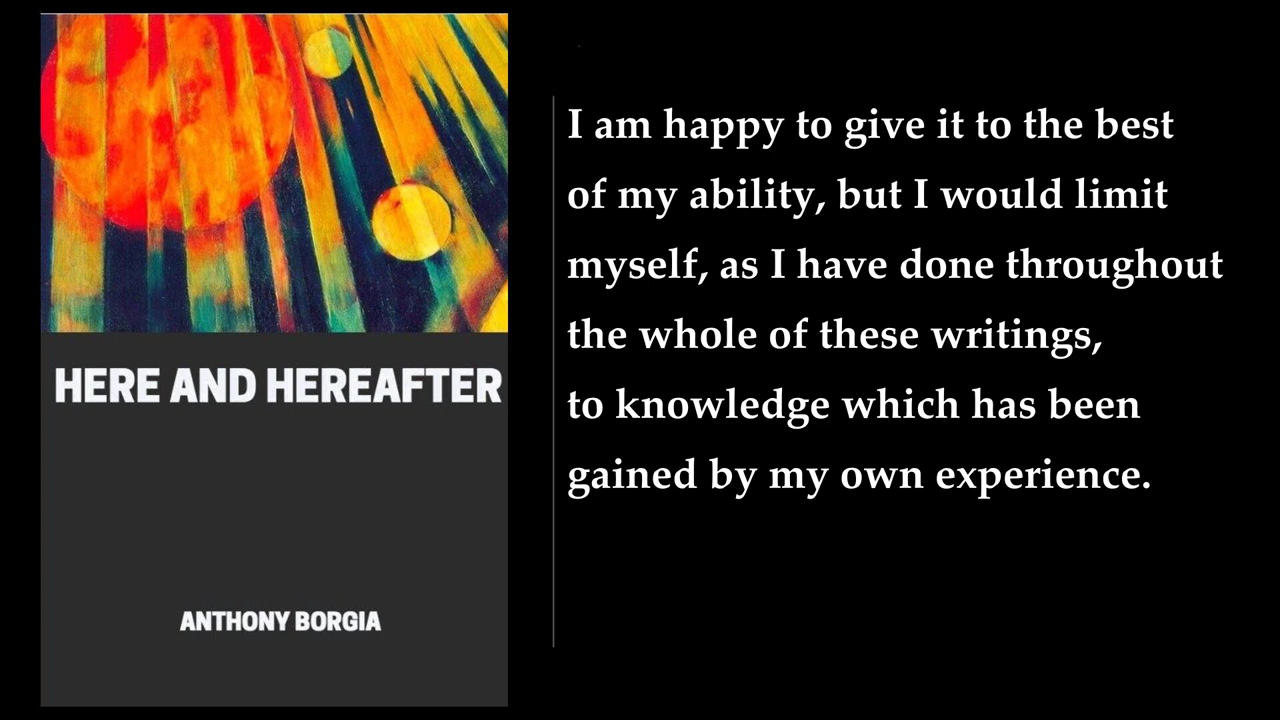 HERE AND HEREAFTER
ANTHONY BORGIA
I am happy to give it to the best
of my ability, but I would limit
myself, as I have done throughout
the whole of these writings,
to knowledge which has been
gained by my own experience.